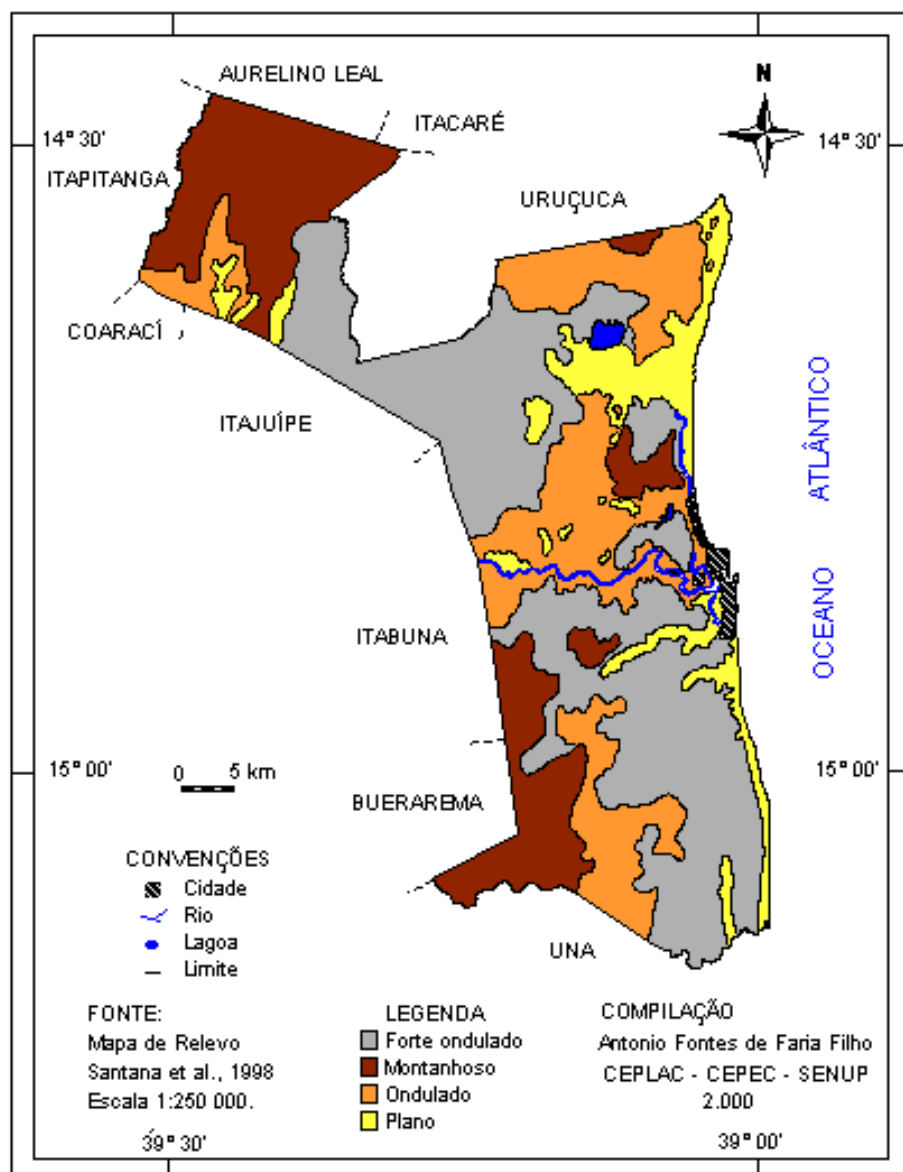 AURELINO LEAL
N
ITACARÉ
14° 30'
14° 30'
ITAPITANGA
URUÇUCA
COARACÍ
ITAJUÍPE
OCEANO ATLÂNTICO
ITABUNA
15° 00'
0 5 km
15° 00'
BUERAREMA
CONVENÇÕES
Cidade
Rio
Lagoa
Limite
UNA
FONTE:
Mapa de Relevo
Santana et al., 1998
Escala 1:250 000.
LEGENDA
Forte ondulado
Montanhoso
Ondulado
Plano
COMPILAÇÃO
Antonio Fontes de Faria Filho
CEPLAC - CEPEC - SENUP
2.000
39° 30'
39° 00'